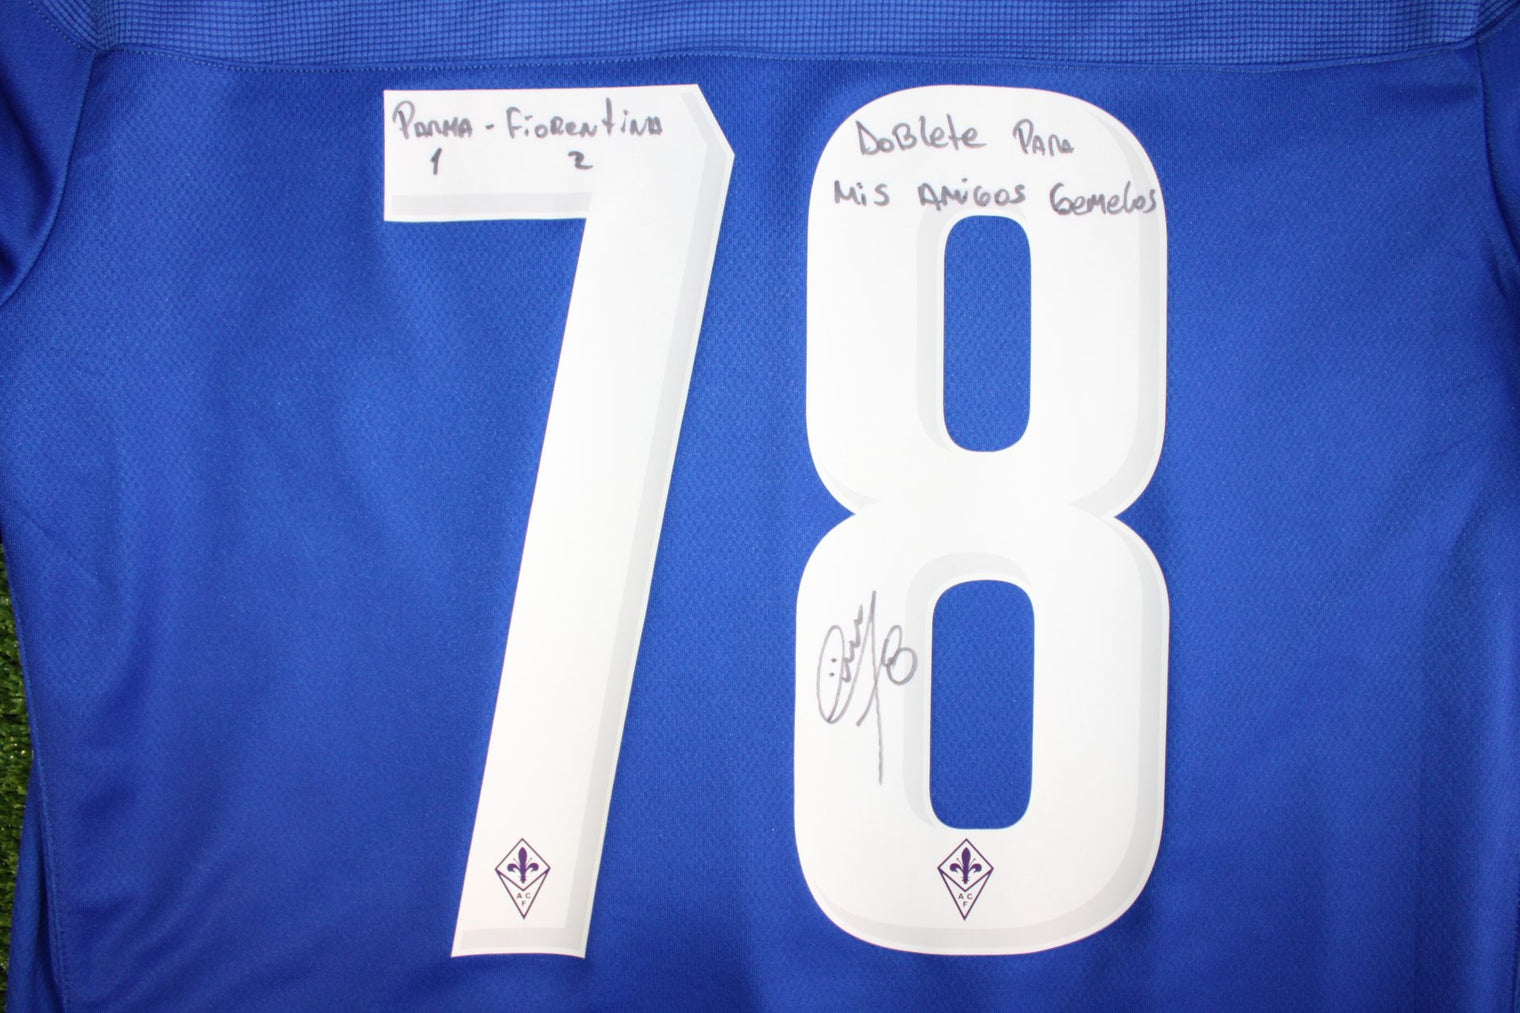 PARMA - FiORENtiNA
1 2
DoBlete PARA
Mis AMiGOS GeMelos
78
A C
F
A C
F